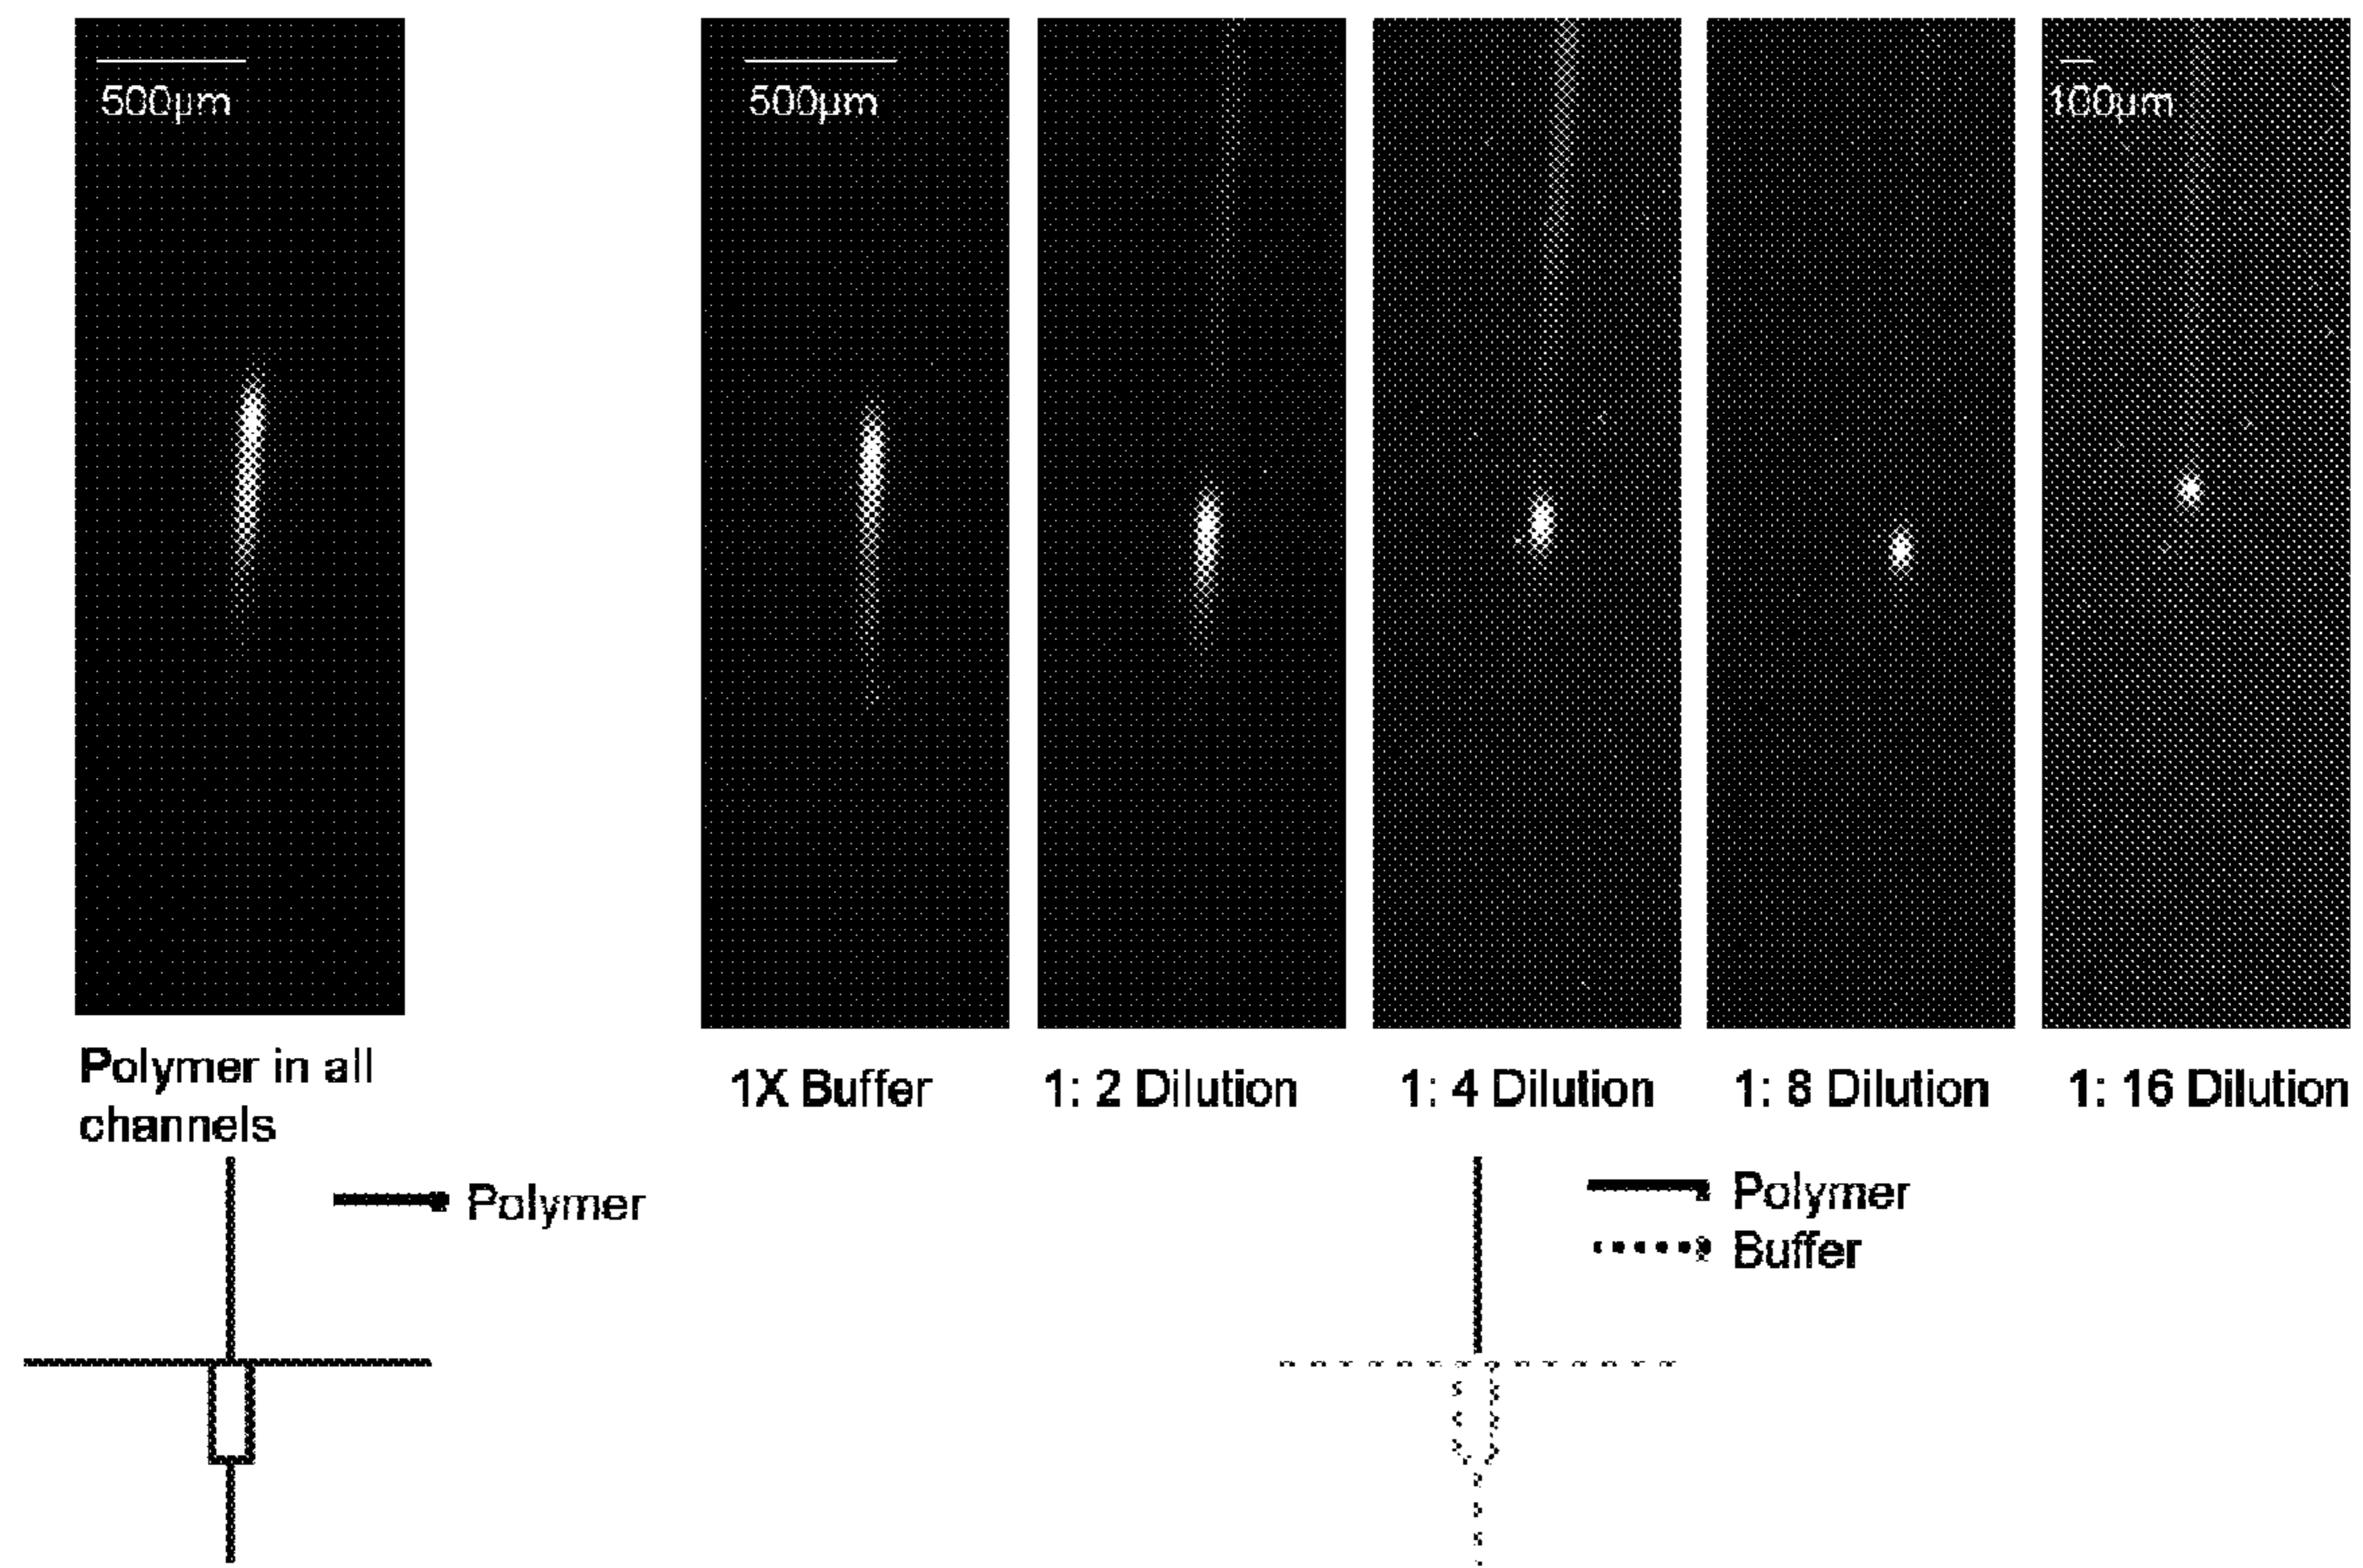 500µm
500µm
100µm
Polymer in all
channels
1X Buffer
1: 2 Dilution
1: 4 Dilution
1: 8 Dilution
1: 16 Dilution
Polymer
Polymer
Buffer